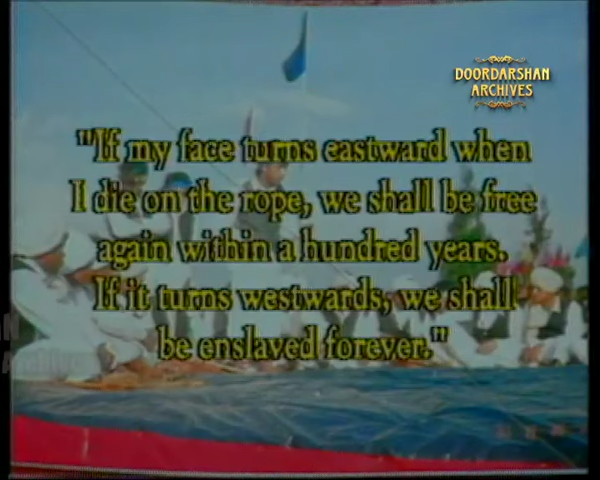 DOORDARSHAN
ARCHIVES
"If my face turns eastward when
I die on the rope, we shall be free
again within a hundred years.
If it turns westwards, we shall
be enslaved forever."